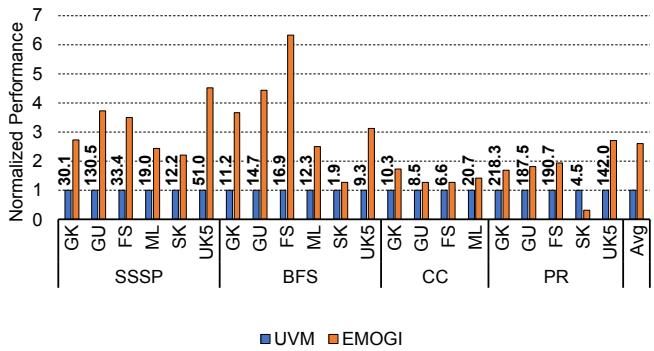 Normalized Performance
7
6
5
4
3
2
1
0
30.1 130.5 33.4 19.0 12.2 51.0 11.2 14.7 16.9 12.3 1.9 9.3 10.3 8.5 6.6 20.7 218.3 187.5 190.7 4.5 142.0
GK GU FS ML SK UK5 GK GU FS ML SK UK5 GK GU FS ML GK GU FS SK UK5 Avg
SSSP BFS CC PR
UVM EMOGI